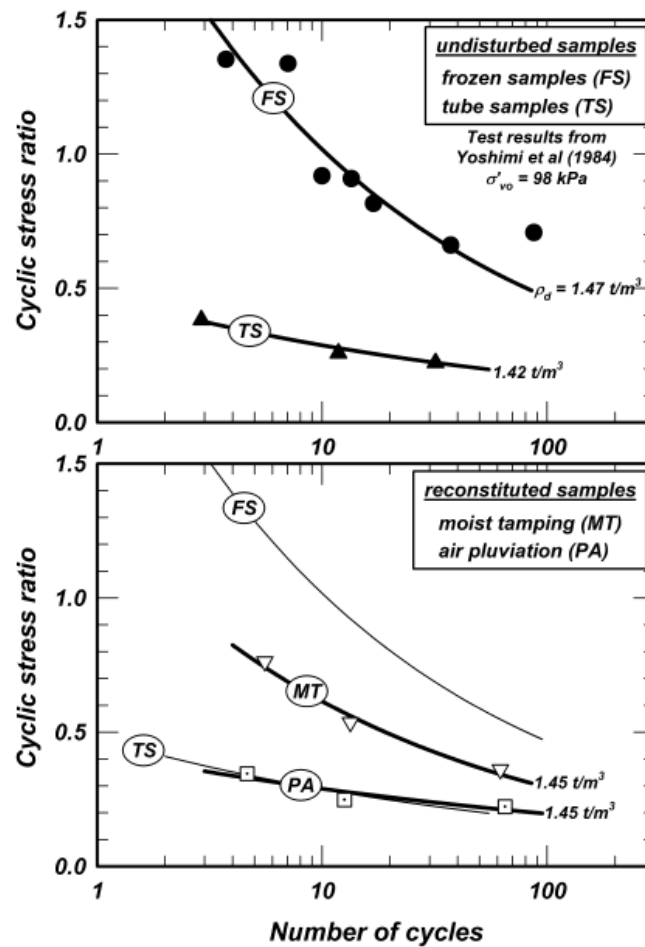 1.5
1.0
0.5
0.0
Cyclic stress ratio
FS
TS
undisturbed samples
frozen samples (FS)
tube samples (TS)
Test results from
Yoshimi et al (1984)
σ'vo = 98 kPa
ρd = 1.47 t/m³
1.42 t/m³
1 10 100
1.5
1.0
0.5
0.0
Cyclic stress ratio
FS
MT
TS
PA
reconstituted samples
moist tamping (MT)
air pluviation (PA)
1.45 t/m³
1.45 t/m³
1 10 100
Number of cycles